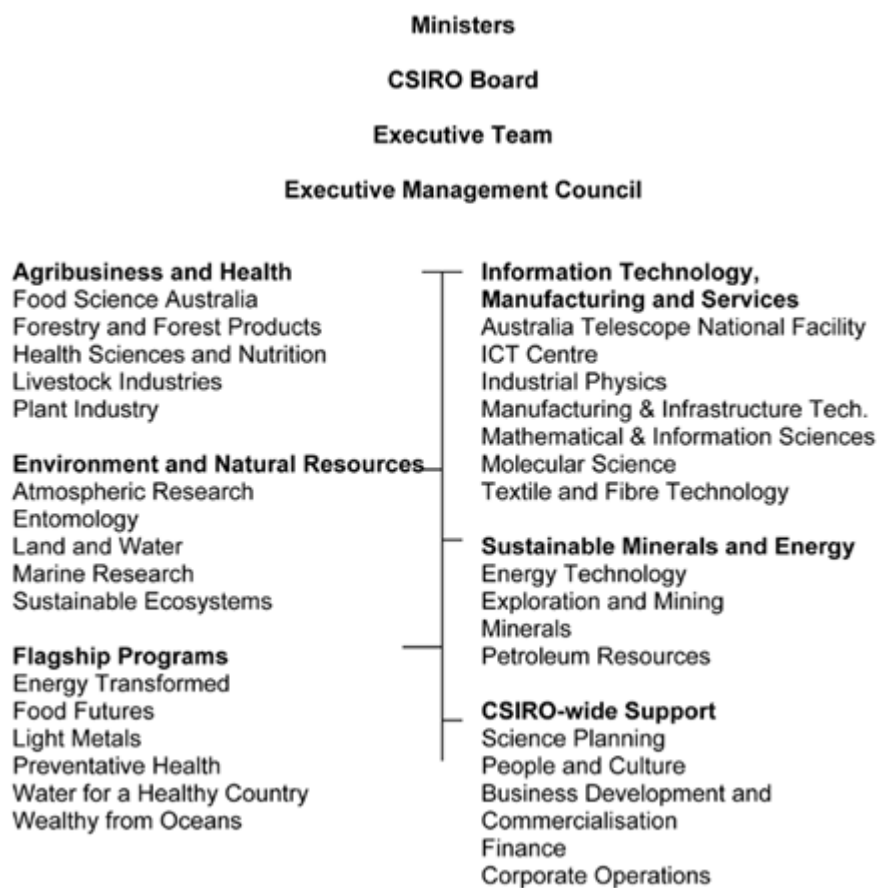 Ministers
CSIRO Board
Executive Team
Executive Management Council
Agribusiness and Health
Food Science Australia
Forestry and Forest Products
Health Sciences and Nutrition
Livestock Industries
Plant Industry
Environment and Natural Resources
Atmospheric Research
Entomology
Land and Water
Marine Research
Sustainable Ecosystems
Flagship Programs
Energy Transformed
Food Futures
Light Metals
Preventative Health
Water for a Healthy Country
Wealthy from Oceans
Information Technology,
Manufacturing and Services
Australia Telescope National Facility
ICT Centre
Industrial Physics
Manufacturing & Infrastructure Tech.
Mathematical & Information Sciences
Molecular Science
Textile and Fibre Technology
Sustainable Minerals and Energy
Energy Technology
Exploration and Mining
Minerals
Petroleum Resources
CSIRO-wide Support
Science Planning
People and Culture
Business Development and
Commercialisation
Finance
Corporate Operations